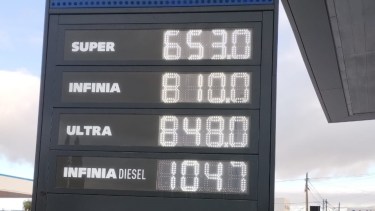 SUPER 653.0
INFINIA 810.0
ULTRA 848.0
INFINIA DIESEL 1047